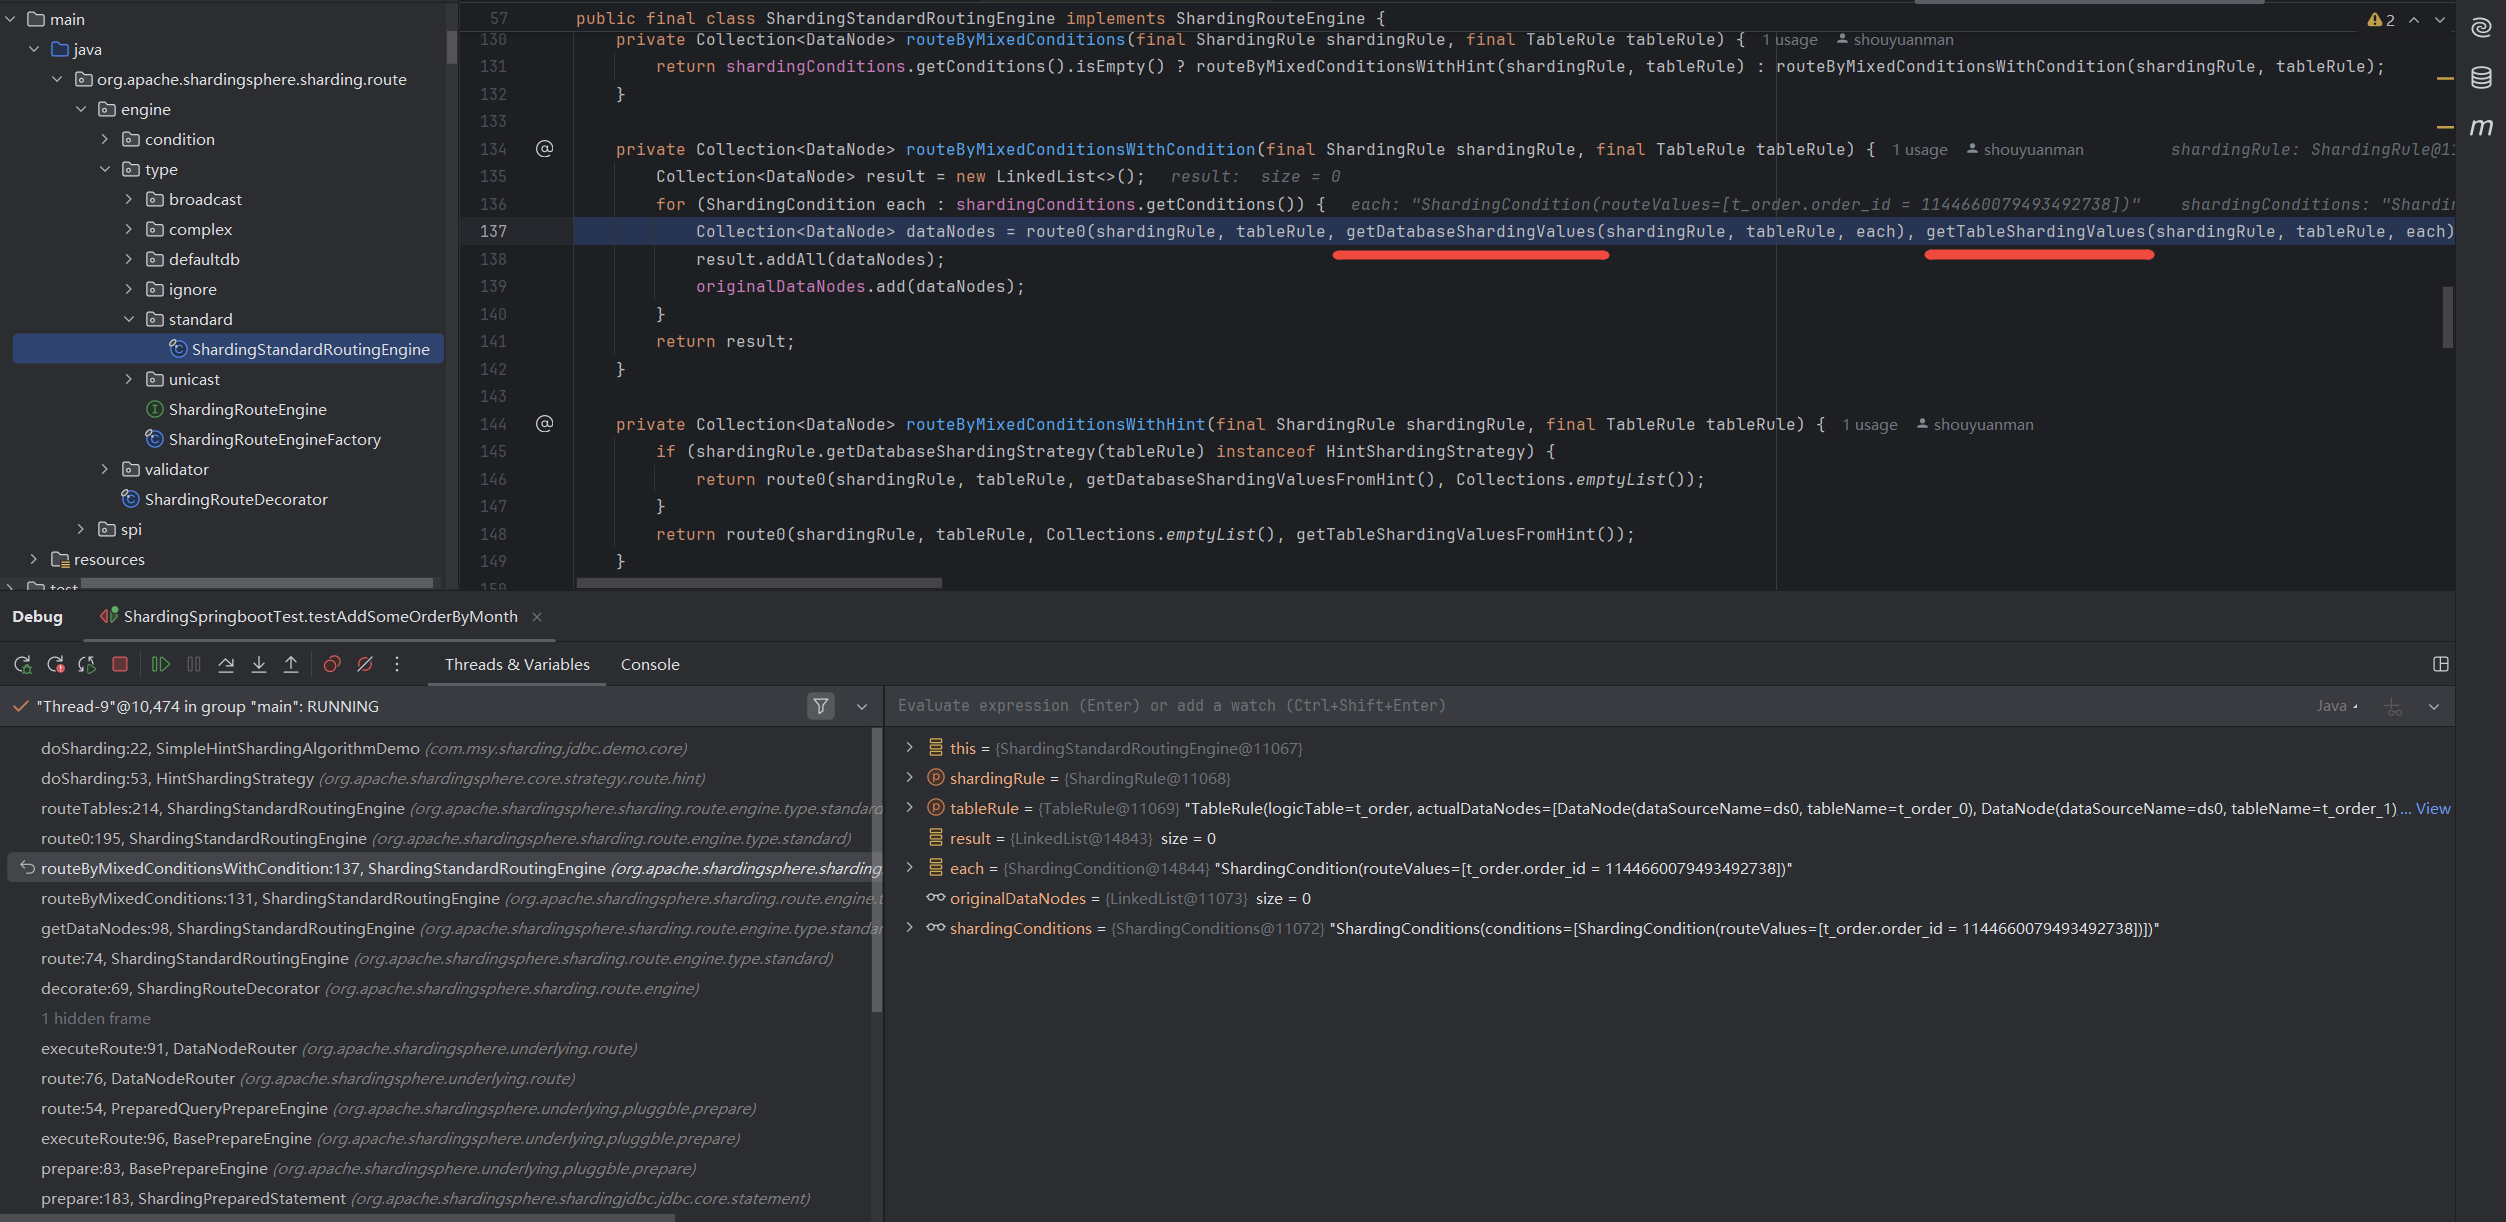 main
java
org.apache.shardingsphere.sharding.route
engine
condition
type
broadcast
complex
defaultdb
ignore
standard
ShardingStandardRoutingEngine
unicast
ShardingRouteEngine
ShardingRouteEngineFactory
validator
ShardingRouteDecorator
spi
resources
test
57 public final class ShardingStandardRoutingEngine implements ShardingRouteEngine {
2
130 private Collection<DataNode> routeByMixedConditions(final ShardingRule shardingRule, final TableRule tableRule) { 1 usage shouyuanman
131 return shardingConditions.getConditions().isEmpty() ? routeByMixedConditionsWithHint(shardingRule, tableRule) : routeByMixedConditionsWithCondition(shardingRule, tableRule);
132 }
133
134 @ private Collection<DataNode> routeByMixedConditionsWithCondition(final ShardingRule shardingRule, final TableRule tableRule) { 1 usage shouyuanman shardingRule: ShardingRule@11
135 Collection<DataNode> result = new LinkedList<>(); result: size = 0
136 for (ShardingCondition each : shardingConditions.getConditions()) { each: "ShardingCondition(routeValues=[t_order.order_id = 1144660079493492738])" shardingConditions: "Shardin
137 Collection<DataNode> dataNodes = route0(shardingRule, tableRule, getDatabaseShardingValues(shardingRule, tableRule, each), getTableShardingValues(shardingRule, tableRule, each)
138 result.addAll(dataNodes);
139 originalDataNodes.add(dataNodes);
140 }
141 return result;
142 }
143
144 @ private Collection<DataNode> routeByMixedConditionsWithHint(final ShardingRule shardingRule, final TableRule tableRule) { 1 usage shouyuanman
145 if (shardingRule.getDatabaseShardingStrategy(tableRule) instanceof HintShardingStrategy) {
146 return route0(shardingRule, tableRule, getDatabaseShardingValuesFromHint(), Collections.emptyList());
147 }
148 return route0(shardingRule, tableRule, Collections.emptyList(), getTableShardingValuesFromHint());
149 }
150
m
Debug ShardingSpringbootTest.testAddSomeOrderByMonth
Threads & Variables Console
"Thread-9"@10,474 in group "main": RUNNING
doSharding:22, SimpleHintShardingAlgorithmDemo (com.msy.sharding.jdbc.demo.core)
doSharding:53, HintShardingStrategy (org.apache.shardingsphere.core.strategy.route.hint)
routeTables:214, ShardingStandardRoutingEngine (org.apache.shardingsphere.sharding.route.engine.type.standard
route0:195, ShardingStandardRoutingEngine (org.apache.shardingsphere.sharding.route.engine.type.standard)
routeByMixedConditionsWithCondition:137, ShardingStandardRoutingEngine (org.apache.shardingsphere.sharding
routeByMixedConditions:131, ShardingStandardRoutingEngine (org.apache.shardingsphere.sharding.route.engine.t
getDataNodes:98, ShardingStandardRoutingEngine (org.apache.shardingsphere.sharding.route.engine.type.standar
route:74, ShardingStandardRoutingEngine (org.apache.shardingsphere.sharding.route.engine.type.standard)
decorate:69, ShardingRouteDecorator (org.apache.shardingsphere.sharding.route.engine)
1 hidden frame
executeRoute:91, DataNodeRouter (org.apache.shardingsphere.underlying.route)
route:76, DataNodeRouter (org.apache.shardingsphere.underlying.route)
route:54, PreparedQueryPrepareEngine (org.apache.shardingsphere.underlying.pluggble.prepare)
executeRoute:96, BasePrepareEngine (org.apache.shardingsphere.underlying.pluggble.prepare)
prepare:83, BasePrepareEngine (org.apache.shardingsphere.underlying.pluggble.prepare)
prepare:183, ShardingPreparedStatement (org.apache.shardingsphere.shardingjdbc.jdbc.core.statement)
Evaluate expression (Enter) or add a watch (Ctrl+Shift+Enter) Java
this = {ShardingStandardRoutingEngine@11067}
shardingRule = {ShardingRule@11068}
tableRule = {TableRule@11069} "TableRule(logicTable=t_order, actualDataNodes=[DataNode(dataSourceName=ds0, tableName=t_order_0), DataNode(dataSourceName=ds0, tableName=t_order_1) ... View
result = {LinkedList@14843} size = 0
each = {ShardingCondition@14844} "ShardingCondition(routeValues=[t_order.order_id = 1144660079493492738])"
originalDataNodes = {LinkedList@11073} size = 0
shardingConditions = {ShardingConditions@11072} "ShardingConditions(conditions=[ShardingCondition(routeValues=[t_order.order_id = 1144660079493492738])])"